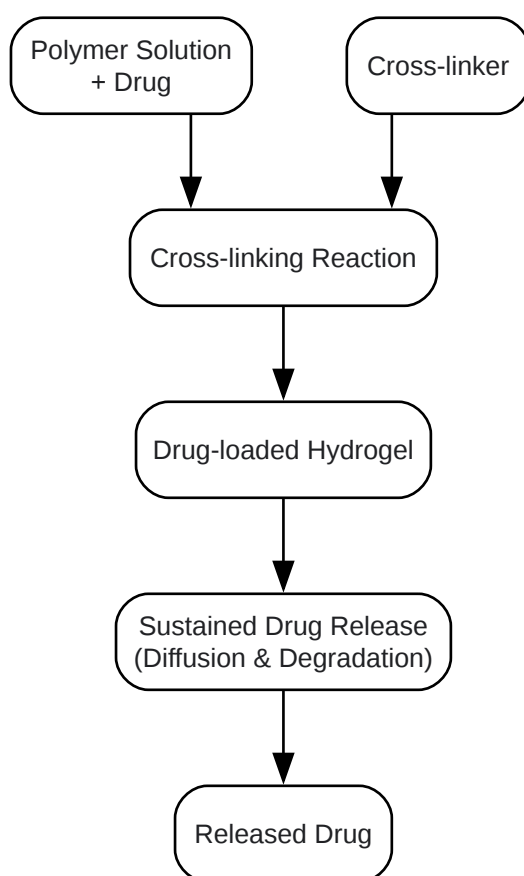 Polymer Solution
+ Drug
Cross-linker
Cross-linking Reaction
Drug-loaded Hydrogel
Sustained Drug Release
(Diffusion & Degradation)
Released Drug